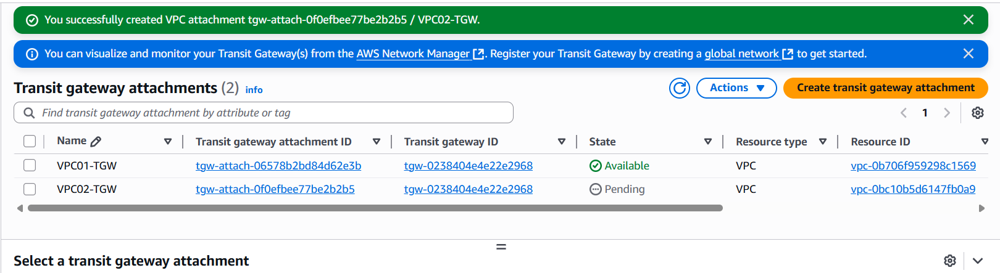 You successfully created VPC attachment tgw-attach-0f0efbee77be2b2b5 / VPC02-TGW.
You can visualize and monitor your Transit Gateway(s) from the AWS Network Manager. Register your Transit Gateway by creating a global network to get started.
Transit gateway attachments (2) info
Actions
Create transit gateway attachment
Find transit gateway attachment by attribute or tag
1
Name Transit gateway attachment ID Transit gateway ID State Resource type Resource ID
VPC01-TGW tgw-attach-06578b2bd84d62e3b tgw-0238404e4e22e2968 Available VPC vpc-0b706f959298c1569
VPC02-TGW tgw-attach-0f0efbee77be2b2b5 tgw-0238404e4e22e2968 Pending VPC vpc-0bc10b5d6147fb0a9
Select a transit gateway attachment